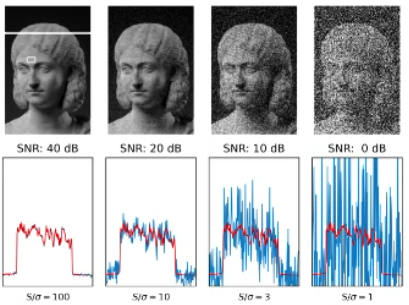 SNR: 40 dB
SNR: 20 dB
SNR: 10 dB
SNR: 0 dB
S/σ = 100
S/σ = 10
S/σ = 3
S/σ = 1